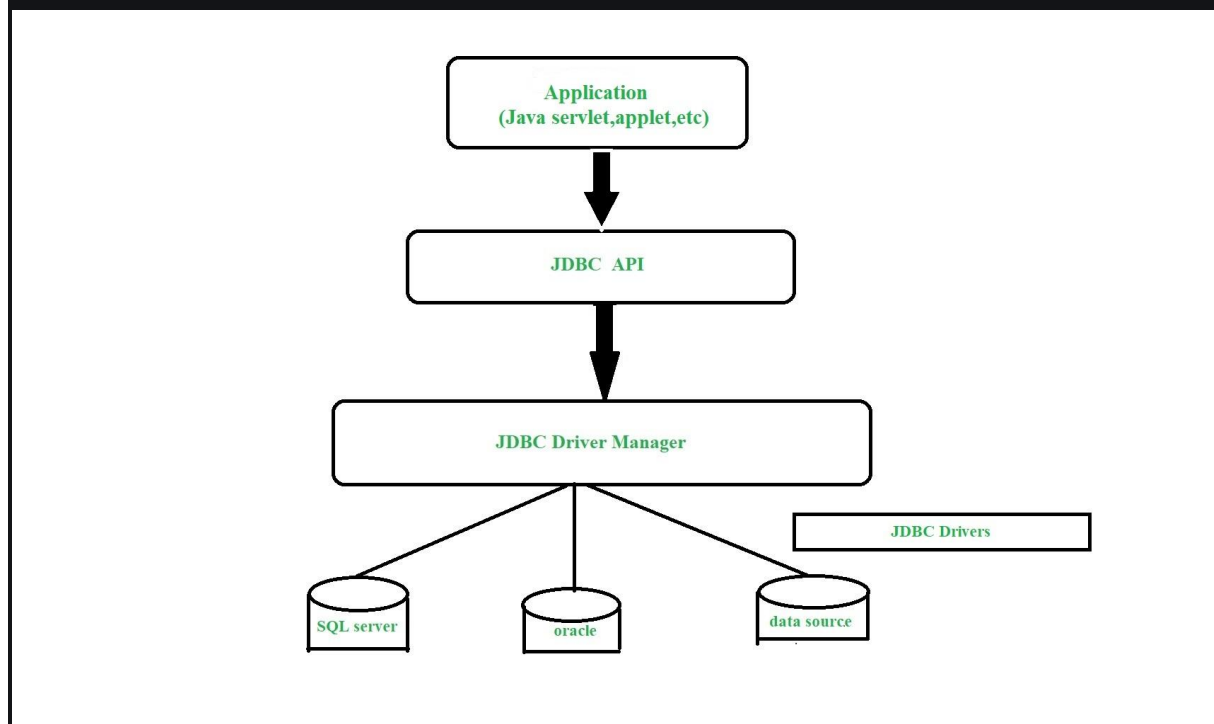 Application
(Java servlet,applet,etc)
JDBC API
JDBC Driver Manager
JDBC Drivers
SQL server
oracle
data source